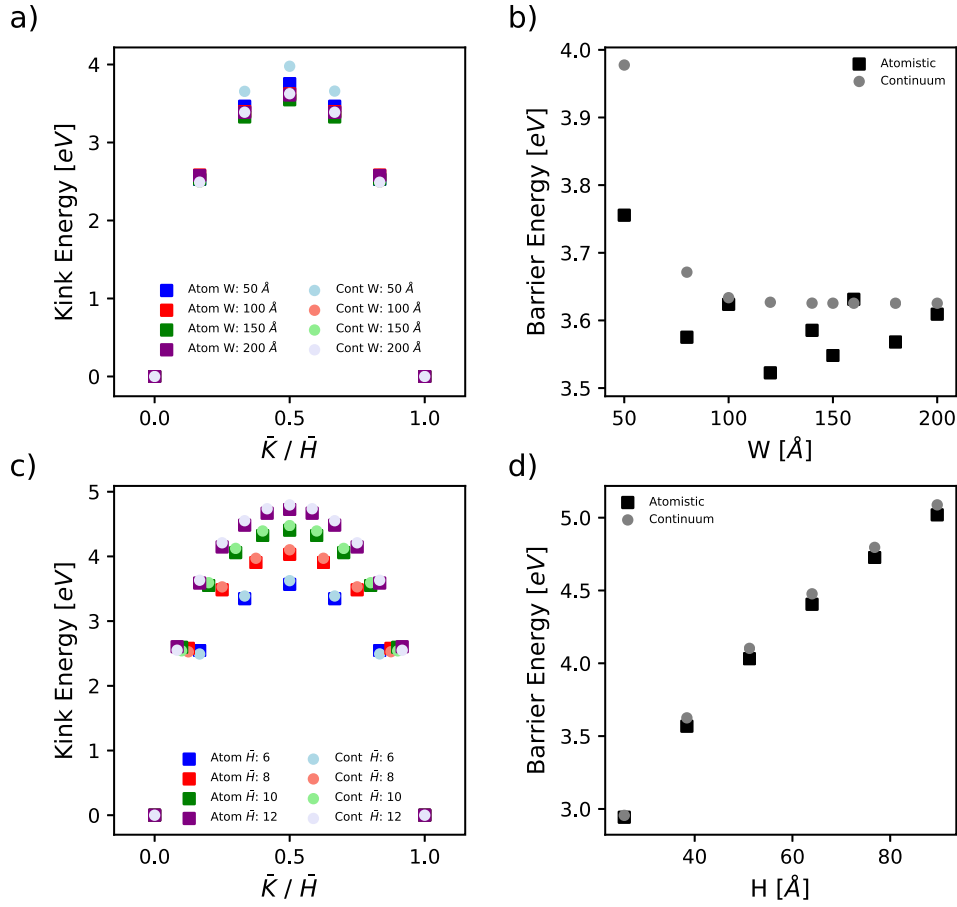 a)
Kink Energy [eV]
4
3
2
1
0
Atom W: 50 Å
Atom W: 100 Å
Atom W: 150 Å
Atom W: 200 Å
Cont W: 50 Å
Cont W: 100 Å
Cont W: 150 Å
Cont W: 200 Å
0.0 0.5 1.0
K̄ / H̄
b)
Barrier Energy [eV]
4.0
3.9
3.8
3.7
3.6
3.5
Atomistic
Continuum
50 100 150 200
W [Å]
c)
Kink Energy [eV]
5
4
3
2
1
0
Atom H̄: 6
Atom H̄: 8
Atom H̄: 10
Atom H̄: 12
Cont H̄: 6
Cont H̄: 8
Cont H̄: 10
Cont H̄: 12
0.0 0.5 1.0
K̄ / H̄
d)
Barrier Energy [eV]
5.0
4.5
4.0
3.5
3.0
Atomistic
Continuum
40 60 80
H [Å]